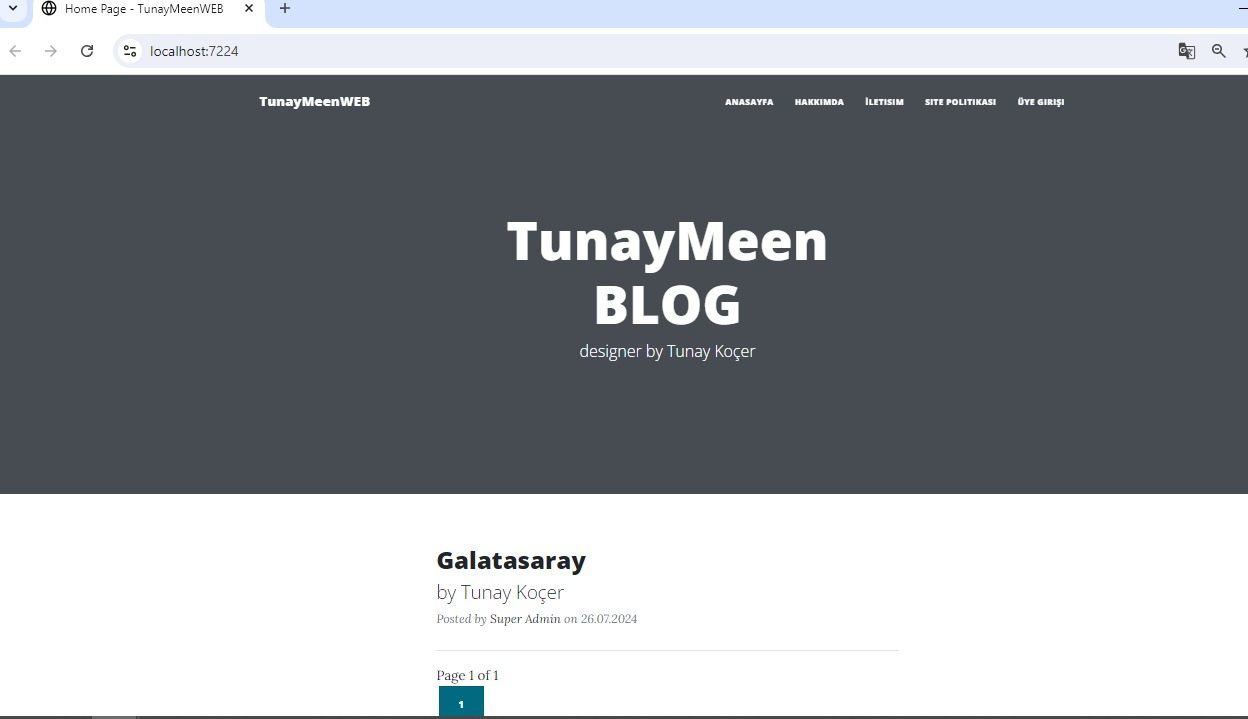 Home Page - TunayMeenWEB
localhost:7224
TunayMeenWEB
ANASAYFA HAKKIMDA İLETISIM SITE POLITIKASI ÜYE GIRIŞI
TunayMeen
BLOG
designer by Tunay Koçer
Galatasaray
by Tunay Koçer
Posted by Super Admin on 26.07.2024
Page 1 of 1
1